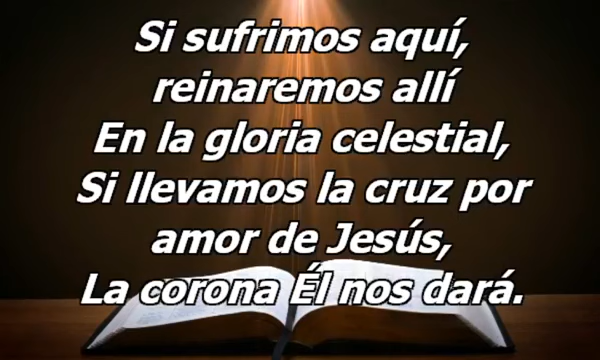 Si sufrimos aquí,
reinaremos allí
En la gloria celestial,
Si llevamos la cruz por
amor de Jesús,
La corona Él nos dará.